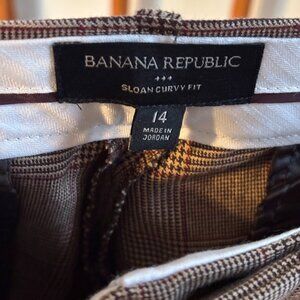 BANANA REPUBLIC
SLOAN CURVY FIT
14
MADE IN
JORDAN